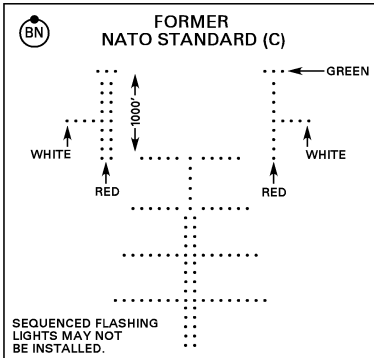 BN
FORMER
NATO STANDARD (C)
GREEN
1000'
WHITE
WHITE
RED
RED
SEQUENCED FLASHING
LIGHTS MAY NOT
BE INSTALLED.